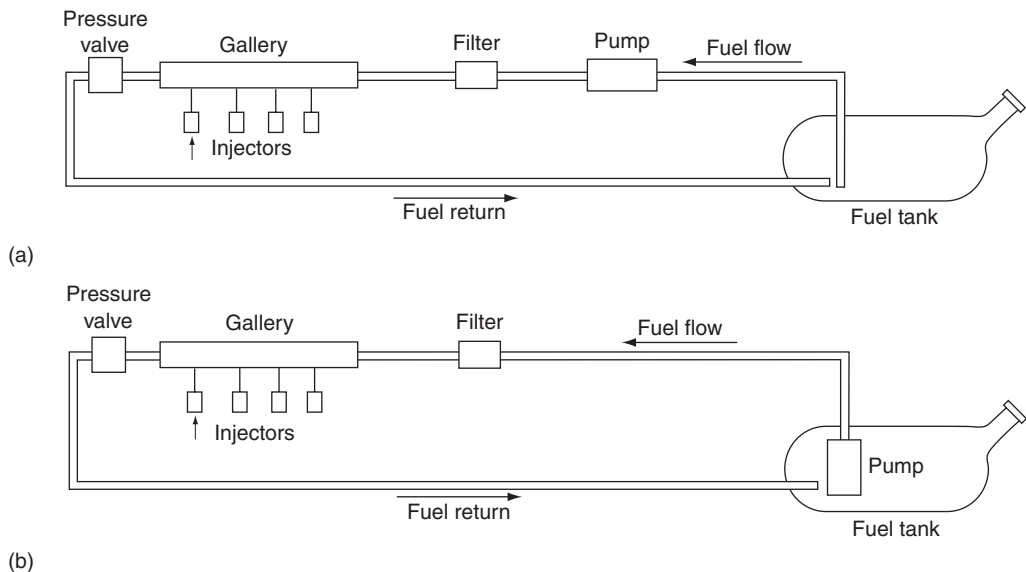 Pressure
valve
Gallery
Filter
Pump
Fuel flow
Injectors
Fuel return
Fuel tank
(a)
Pressure
valve
Gallery
Filter
Fuel flow
Injectors
Pump
Fuel return
Fuel tank
(b)